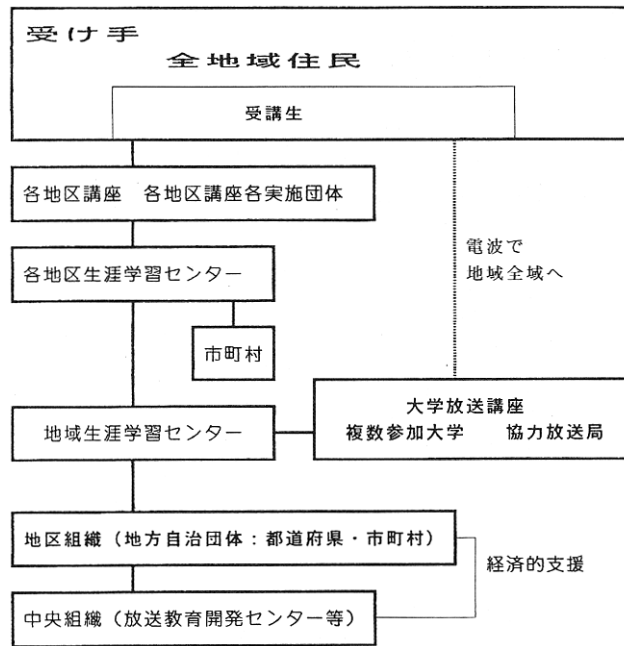 受け手
全地域住民
受講生
各地区講座　各地区講座各実施団体
電波で
地域全域へ
各地区生涯学習センター
市町村
大学放送講座
複数参加大学　　協力放送局
地域生涯学習センター
地区組織（地方自治団体：都道府県・市町村）
経済的支援
中央組織（放送教育開発センター等）